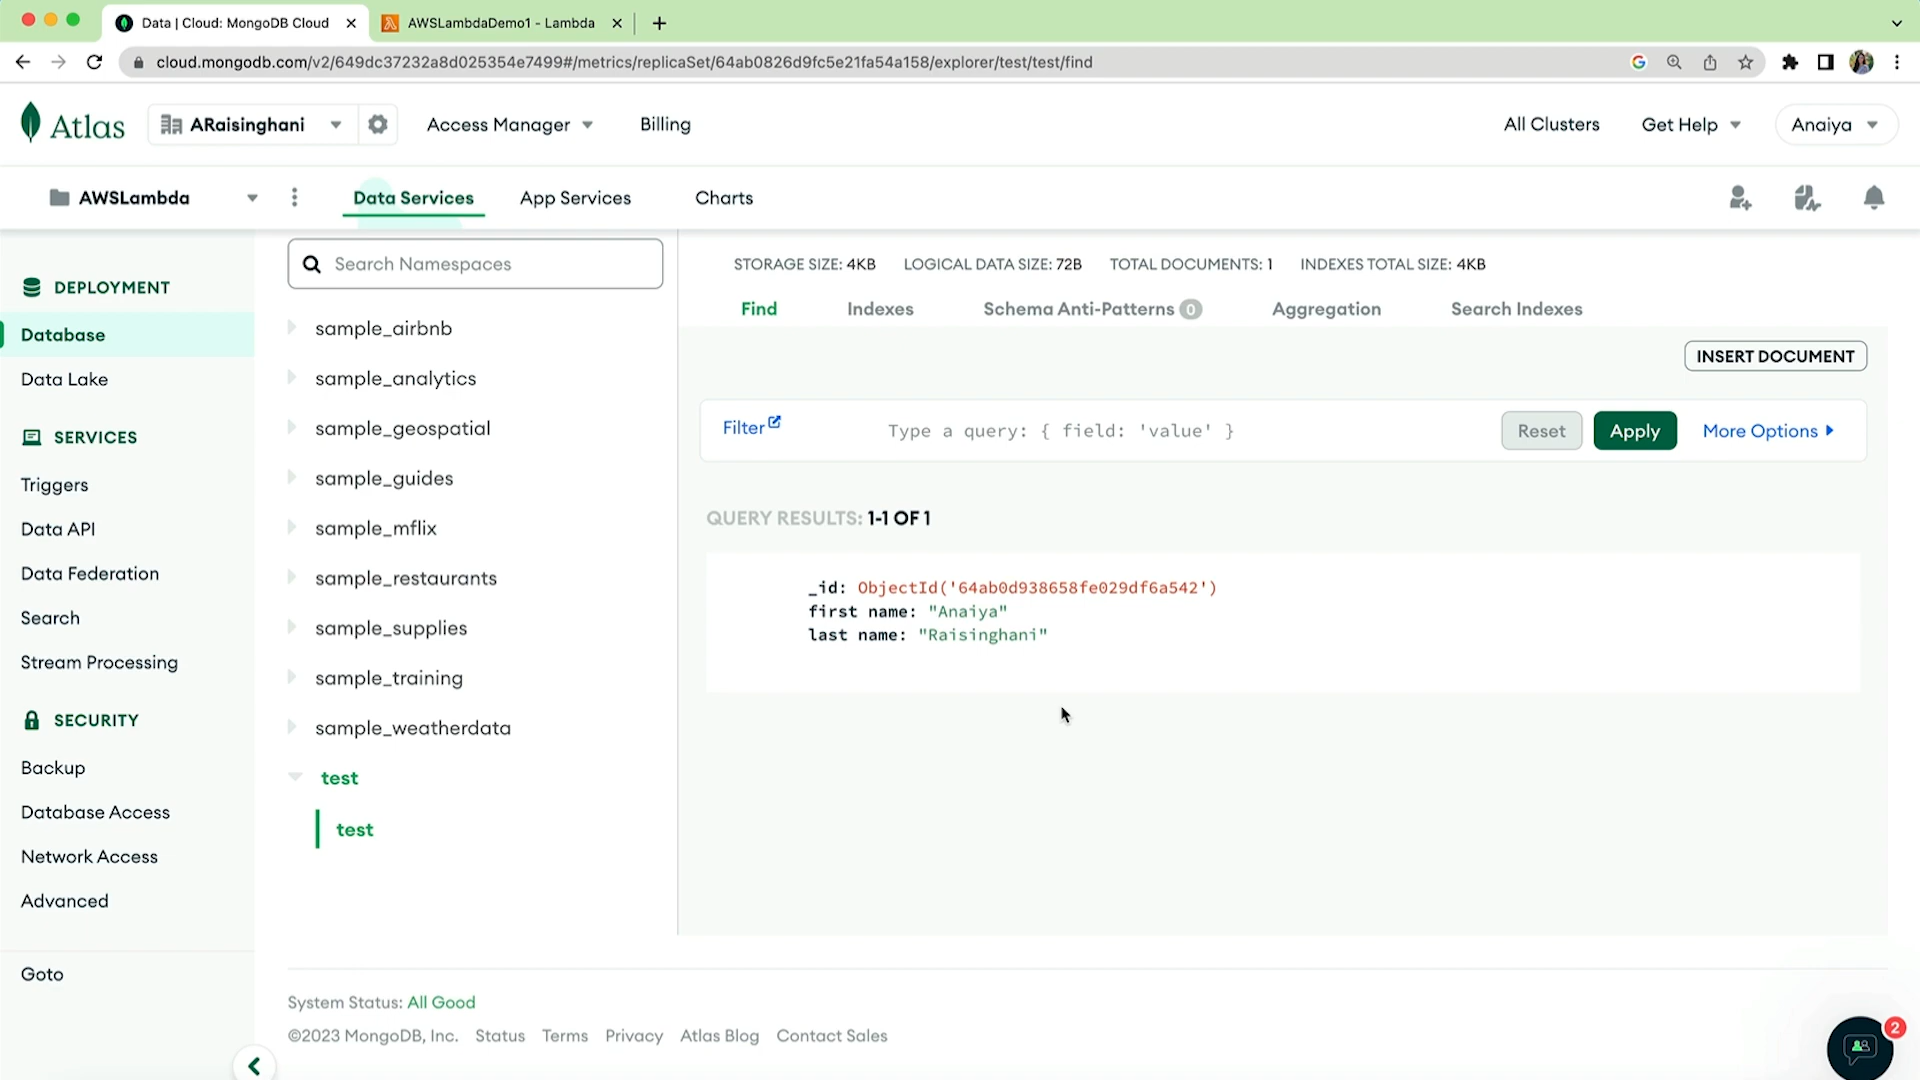 Data | Cloud: MongoDB Cloud
AWSLambdaDemo1 - Lambda
cloud.mongodb.com/v2/649dc37232a8d025354e7499#/metrics/replicaSet/64ab0826d9fc5e21fa54a158/explorer/test/test/find
Atlas
ARaisinghani
Access Manager
Billing
All Clusters
Get Help
Anaiya
AWSLambda
Data Services
App Services
Charts
DEPLOYMENT
Database
Data Lake
SERVICES
Triggers
Data API
Data Federation
Search
Stream Processing
SECURITY
Backup
Database Access
Network Access
Advanced
Goto
Search Namespaces
sample_airbnb
sample_analytics
sample_geospatial
sample_guides
sample_mflix
sample_restaurants
sample_supplies
sample_training
sample_weatherdata
test
test
STORAGE SIZE: 4KB LOGICAL DATA SIZE: 72B TOTAL DOCUMENTS: 1 INDEXES TOTAL SIZE: 4KB
Find Indexes Schema Anti-Patterns 0 Aggregation Search Indexes
INSERT DOCUMENT
Filter Type a query: { field: 'value' } Reset Apply More Options
QUERY RESULTS: 1-1 OF 1
_id: ObjectId('64ab0d938658fe029df6a542')
first name: "Anaiya"
last name: "Raisinghani"
System Status: All Good
©2023 MongoDB, Inc. Status Terms Privacy Atlas Blog Contact Sales
2